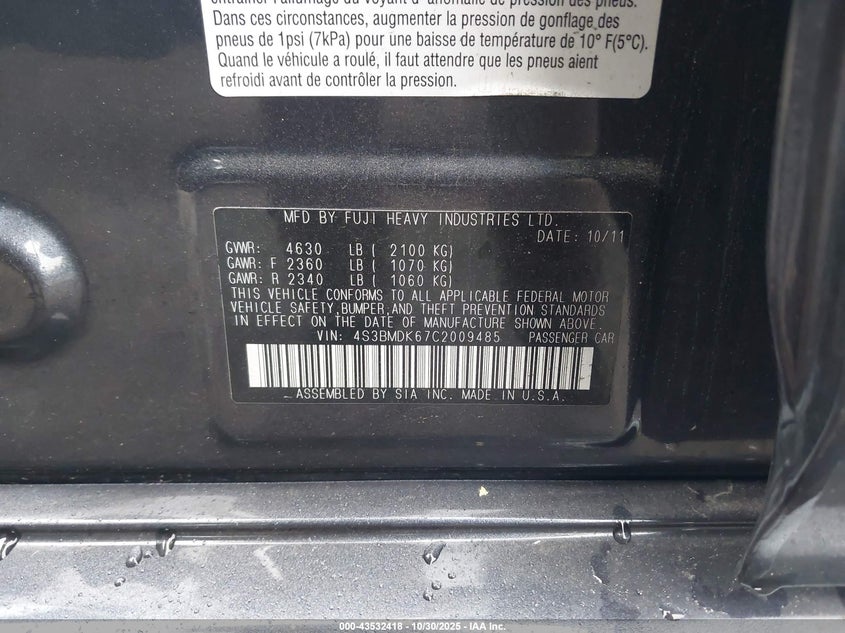 entraîner l'allumage du voyant d' anomalie de pression des pneus.
Dans ces circonstances, augmenter la pression de gonflage des
pneus de 1psi (7kPa) pour une baisse de température de 10° F(5°C).
Quand le véhicule a roulé, il faut attendre que les pneus aient
refroidi avant de contrôler la pression.
MFD BY FUJI HEAVY INDUSTRIES LTD.
DATE: 10/11
GVWR: 4630 LB ( 2100 KG)
GAWR: F 2360 LB ( 1070 KG)
GAWR: R 2340 LB ( 1060 KG)
THIS VEHICLE CONFORMS TO ALL APPLICABLE FEDERAL MOTOR
VEHICLE SAFETY,BUMPER,AND THEFT PREVENTION STANDARDS
IN EFFECT ON THE DATE OF MANUFACTURE SHOWN ABOVE.
VIN: 4S3BMDK67C2009485 PASSENGER CAR
ASSEMBLED BY SIA INC. MADE IN U.S.A.
000-43532418 - 10/30/2025 - IAA Inc.